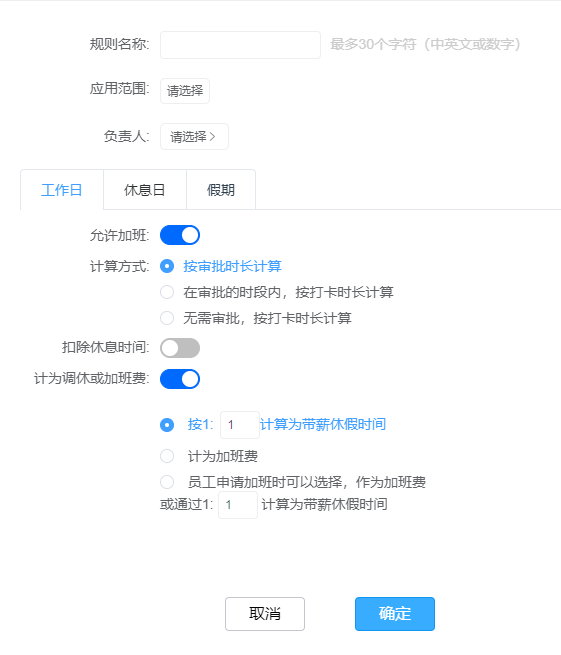 规则名称: 最多30个字符（中英文或数字）
应用范围: 请选择
负责人: 请选择 >
工作日 休息日 假期
允许加班:
计算方式: 按审批时长计算
在审批的时段内，按打卡时长计算
无需审批，按打卡时长计算
扣除休息时间:
计为调休或加班费:
按1: 1 计算为带薪休假时间
计为加班费
员工申请加班时可以选择，作为加班费
或通过1: 1 计算为带薪休假时间
取消 确定